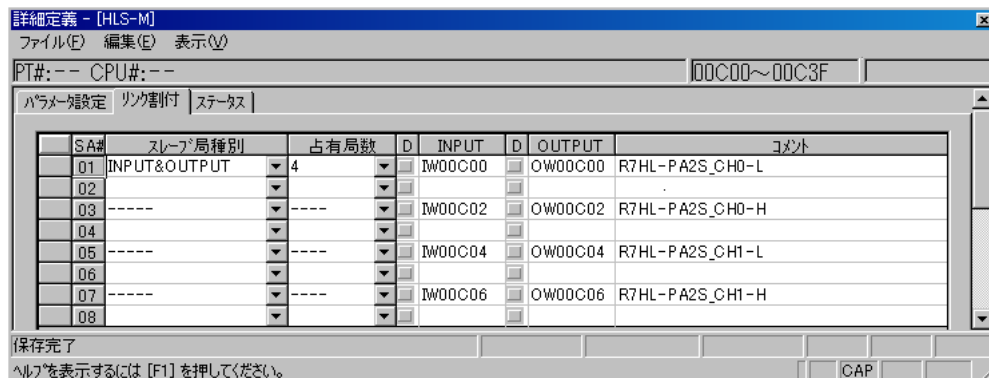 詳細定義 - [HLS-M]
ファイル(F) 編集(E) 表示(V)
PT#:-- CPU#:-- 00C00～00C3F
パラメータ設定 リンク割付 ステータス
SA# スレーブ局種別 占有局数 D INPUT D OUTPUT コメント
01 INPUT&OUTPUT 4 IW00C00 OW00C00 R7HL-PA2S_CH0-L
02
03 ----- ---- IW00C02 OW00C02 R7HL-PA2S_CH0-H
04
05 ----- ---- IW00C04 OW00C04 R7HL-PA2S_CH1-L
06
07 ----- ---- IW00C06 OW00C06 R7HL-PA2S_CH1-H
08
保存完了
ヘルプを表示するには [F1] を押してください。 CAP